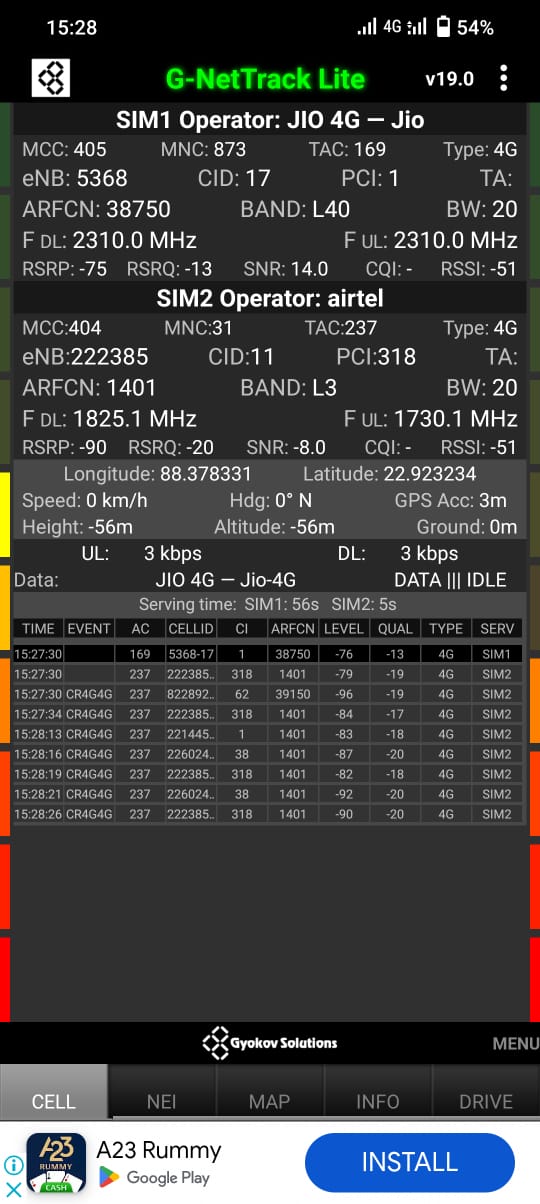 15:28 4G 54%
G-NetTrack Lite v19.0
SIM1 Operator: JIO 4G — Jio
MCC: 405 MNC: 873 TAC: 169 Type: 4G
eNB: 5368 CID: 17 PCI: 1 TA:
ARFCN: 38750 BAND: L40 BW: 20
F DL: 2310.0 MHz F UL: 2310.0 MHz
RSRP: -75 RSRQ: -13 SNR: 14.0 CQI: - RSSI: -51
SIM2 Operator: airtel
MCC:404 MNC:31 TAC:237 Type: 4G
eNB:222385 CID:11 PCI:318 TA:
ARFCN: 1401 BAND: L3 BW: 20
F DL: 1825.1 MHz F UL: 1730.1 MHz
RSRP: -90 RSRQ: -20 SNR: -8.0 CQI: - RSSI: -51
Longitude: 88.378331 Latitude: 22.923234
Speed: 0 km/h Hdg: 0° N GPS Acc: 3m
Height: -56m Altitude: -56m Ground: 0m
UL: 3 kbps DL: 3 kbps
Data: JIO 4G — Jio-4G DATA ||| IDLE
Serving time: SIM1: 56s SIM2: 5s
TIME EVENT AC CELLID CI ARFCN LEVEL QUAL TYPE SERV
15:27:30 169 5368-17 1 38750 -76 -13 4G SIM1
15:27:30 237 222385.. 318 1401 -79 -19 4G SIM2
15:27:30 CR4G4G 237 822892.. 62 39150 -96 -19 4G SIM2
15:27:34 CR4G4G 237 222385.. 318 1401 -84 -17 4G SIM2
15:28:13 CR4G4G 237 221445.. 1 1401 -83 -18 4G SIM2
15:28:16 CR4G4G 237 226024.. 38 1401 -87 -20 4G SIM2
15:28:19 CR4G4G 237 222385.. 318 1401 -82 -18 4G SIM2
15:28:21 CR4G4G 237 226024.. 38 1401 -92 -20 4G SIM2
15:28:26 CR4G4G 237 222385.. 318 1401 -90 -20 4G SIM2
Gyokov Solutions MENU
CELL NEI MAP INFO DRIVE
A23 RUMMY CASH
A23 Rummy
Google Play
INSTALL